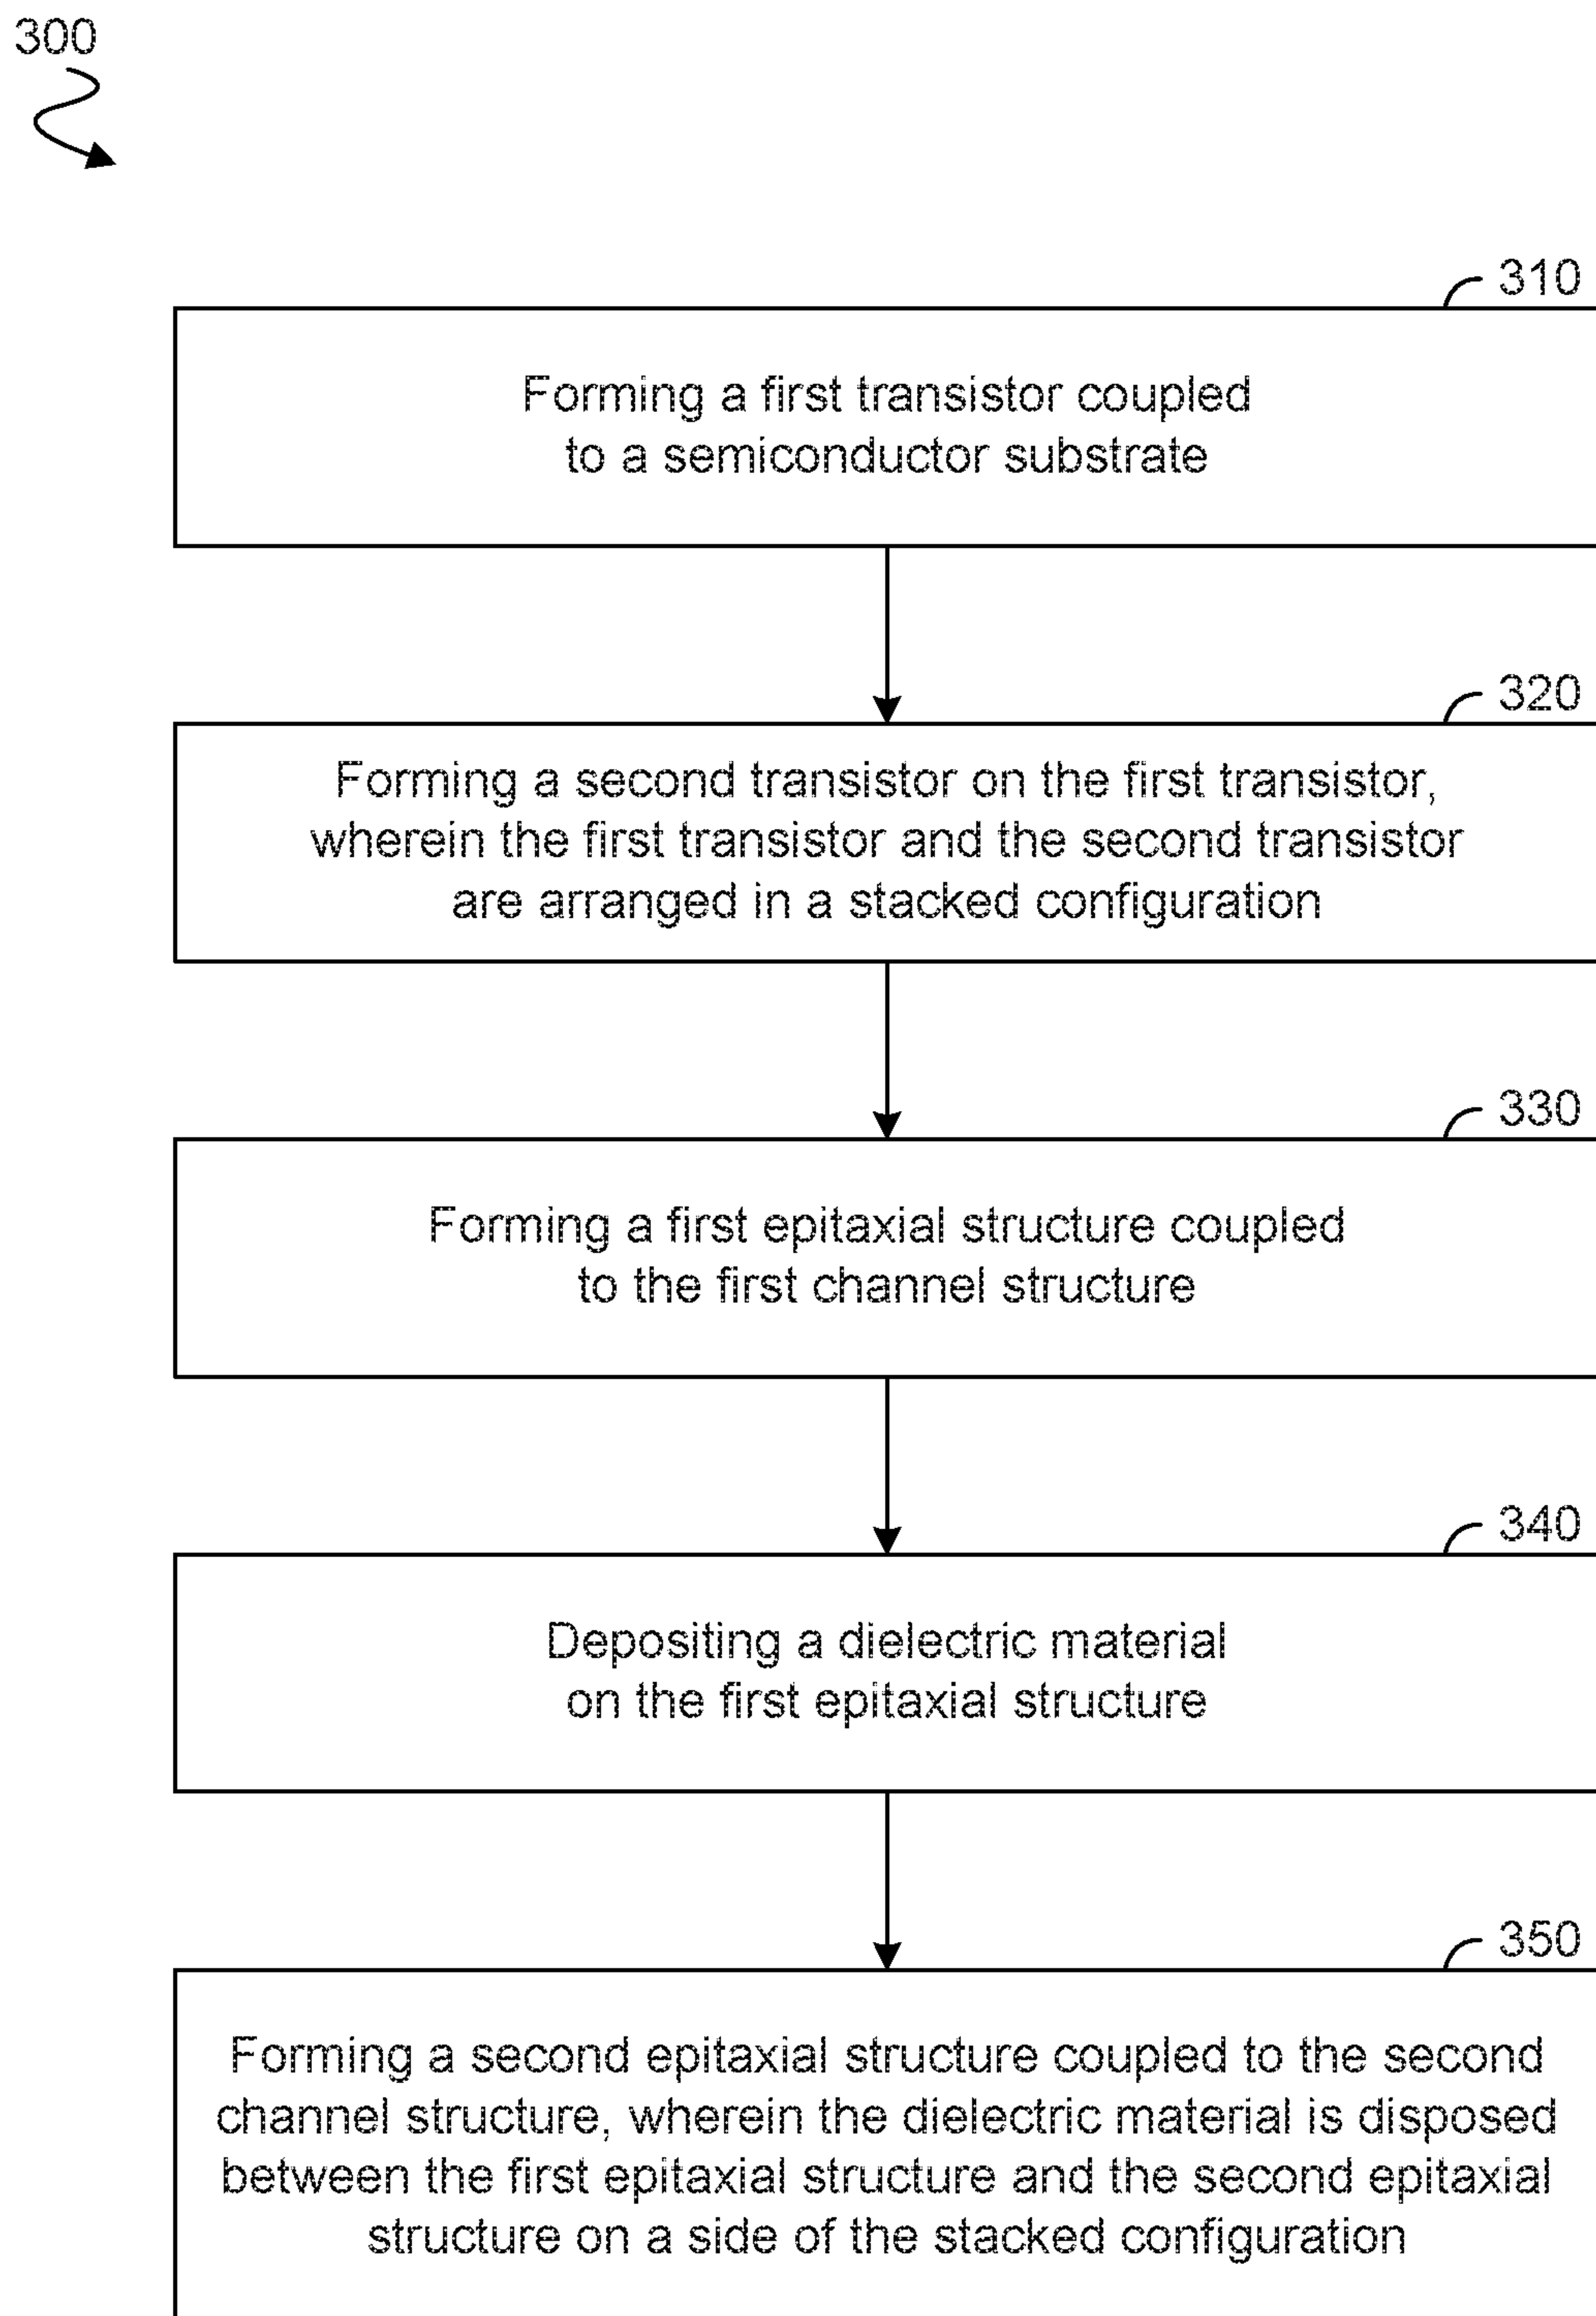 300
310
Forming a first transistor coupled
to a semiconductor substrate
320
Forming a second transistor on the first transistor,
wherein the first transistor and the second transistor
are arranged in a stacked configuration
330
Forming a first epitaxial structure coupled
to the first channel structure
340
Depositing a dielectric material
on the first epitaxial structure
350
Forming a second epitaxial structure coupled to the second
channel structure, wherein the dielectric material is disposed
between the first epitaxial structure and the second epitaxial
structure on a side of the stacked configuration